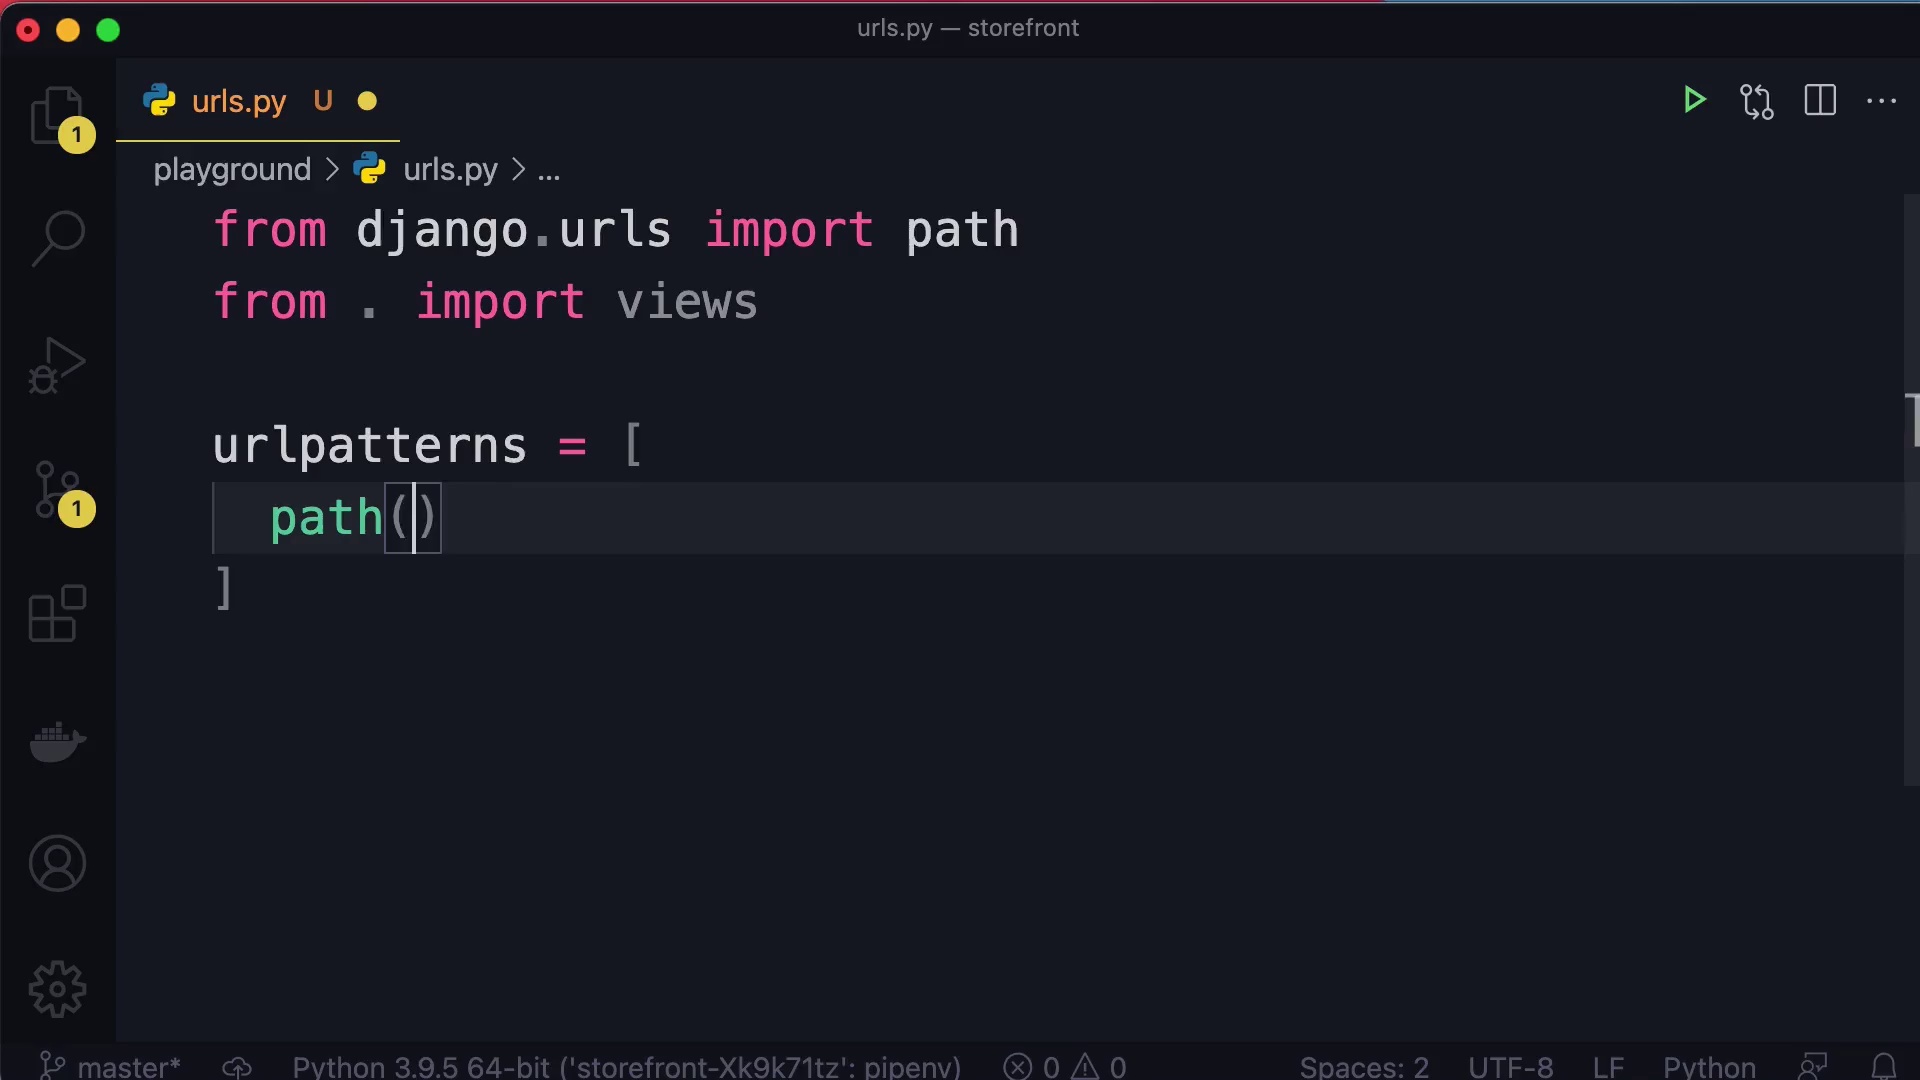 urls.py — storefront
urls.py U
1
playground > urls.py > ...
from django.urls import path
from . import views
urlpatterns = [
path()
]
1
master* Python 3.9.5 64-bit ('storefront-Xk9k71tz': pipenv) 0 0 Spaces: 2 UTF-8 LF Python